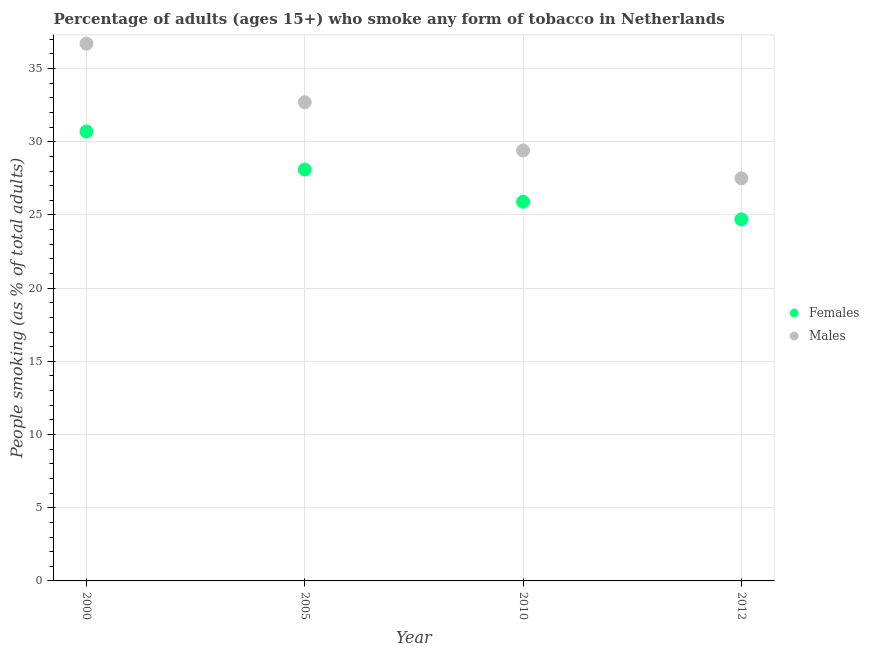 Percentage of adults (ages 15+) who smoke any form of tobacco in Netherlands
People smoking (as % of total adults)
35
30
25
20
15
10
5
0
2000
2005
2010
2012
Year
Females
Males